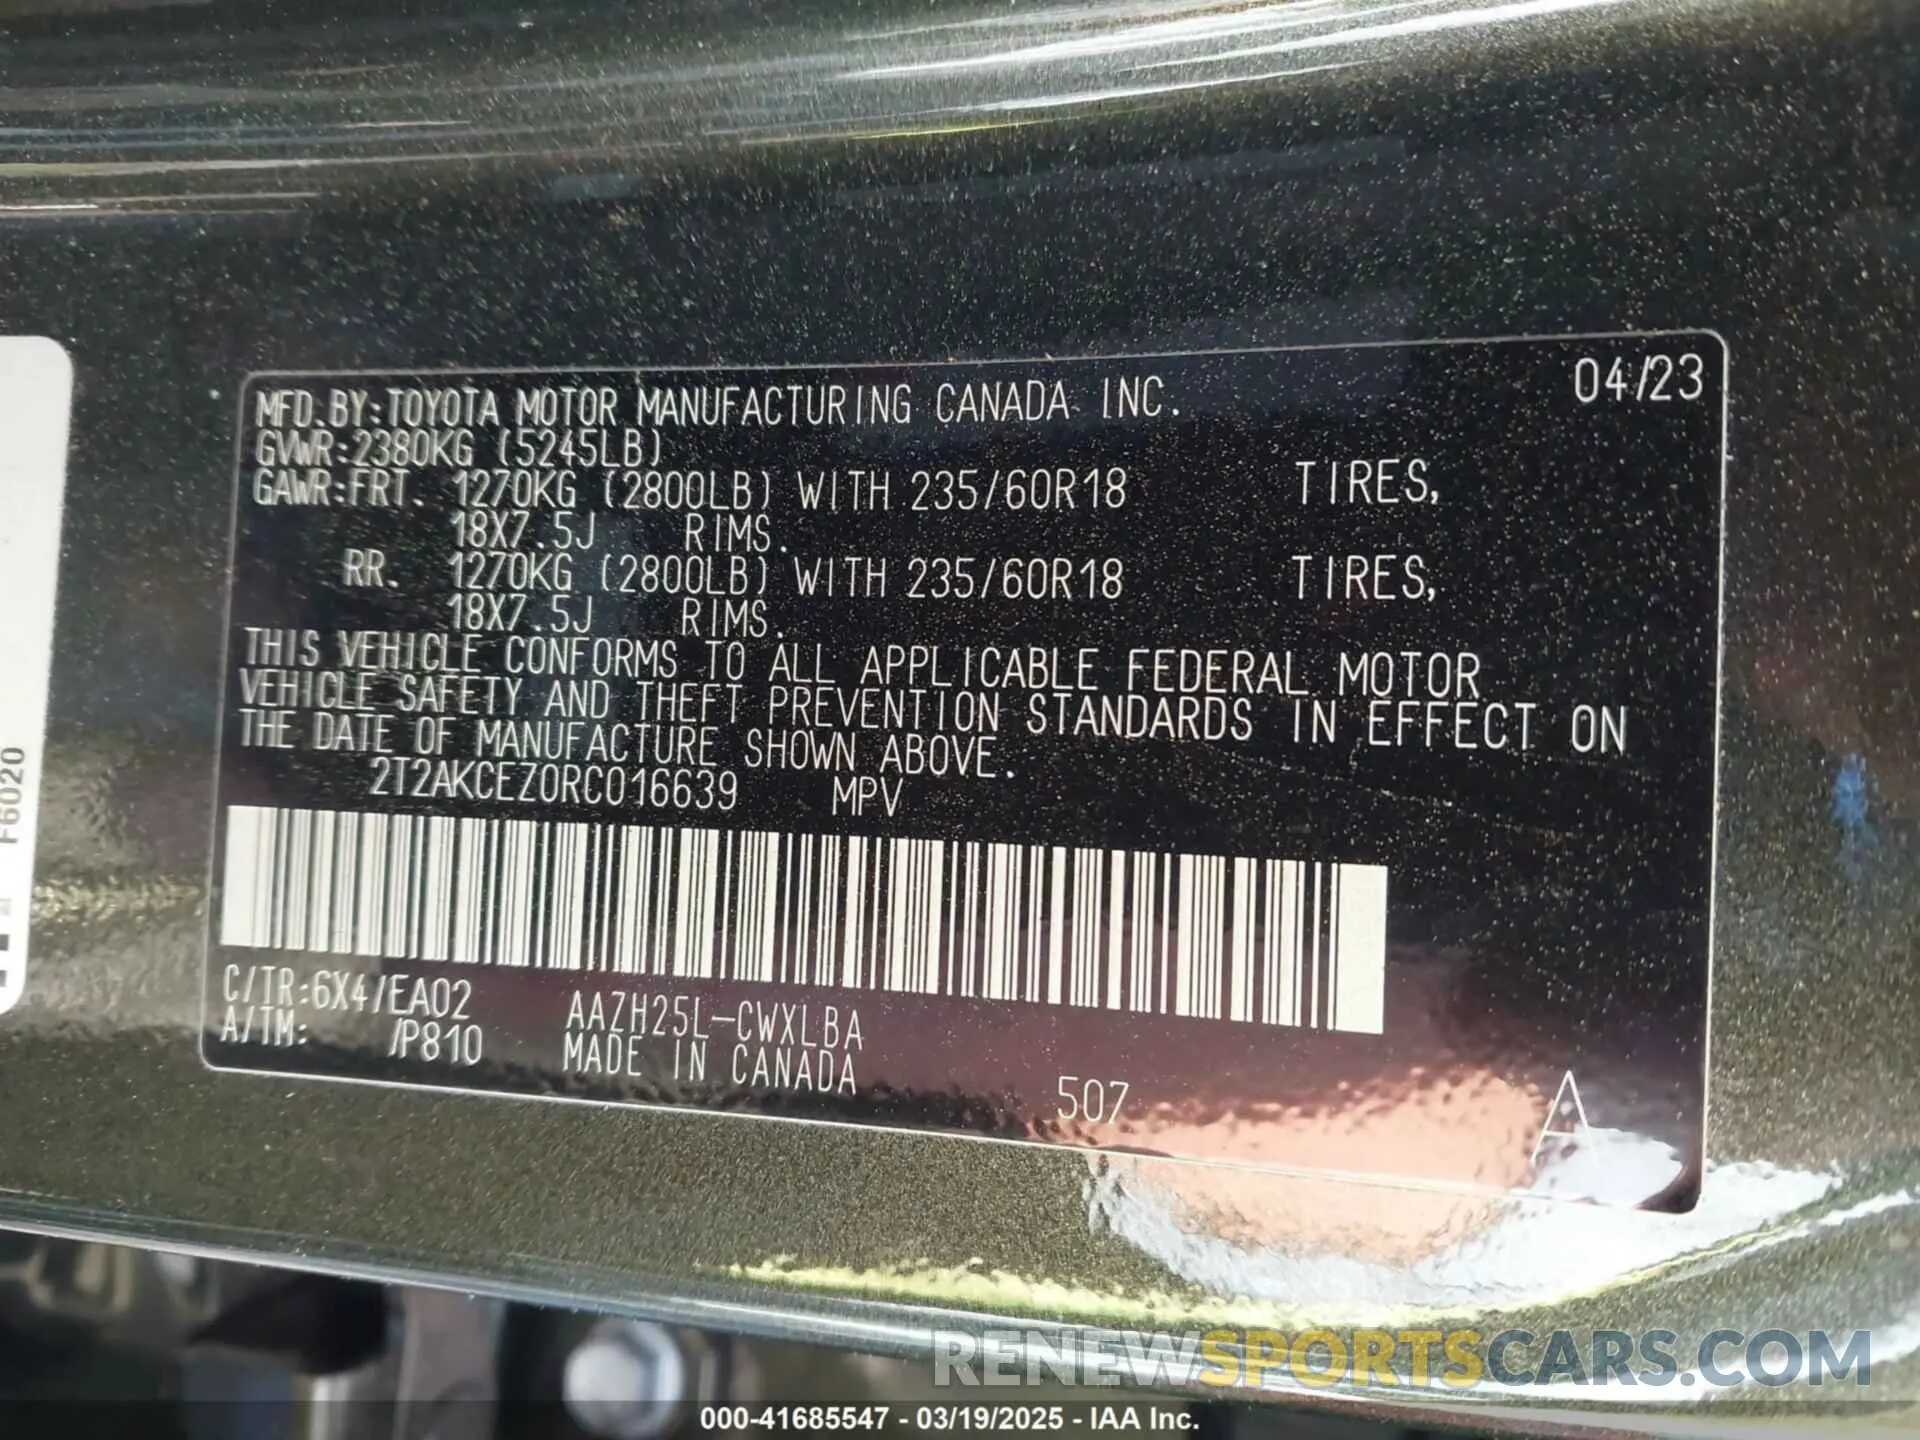 04/23
MFD.BY:TOYOTA MOTOR MANUFACTURING CANADA INC.
GVWR:2380KG (5245LB)
GAWR:FRT. 1270KG (2800LB) WITH 235/60R18 TIRES,
18X7.5J RIMS.
RR. 1270KG (2800LB) WITH 235/60R18 TIRES,
18X7.5J RIMS.
THIS VEHICLE CONFORMS TO ALL APPLICABLE FEDERAL MOTOR
VEHICLE SAFETY AND THEFT PREVENTION STANDARDS IN EFFECT ON
THE DATE OF MANUFACTURE SHOWN ABOVE.
2T2AKCEZ0RC016639 MPV
C/TR:6X4/EA02 AAZH25L-CWXLBA
A/TM: /P810 MADE IN CANADA
507 A
F6020
RENEWSPORTSCARS.COM
000-41685547 - 03/19/2025 - IAA Inc.